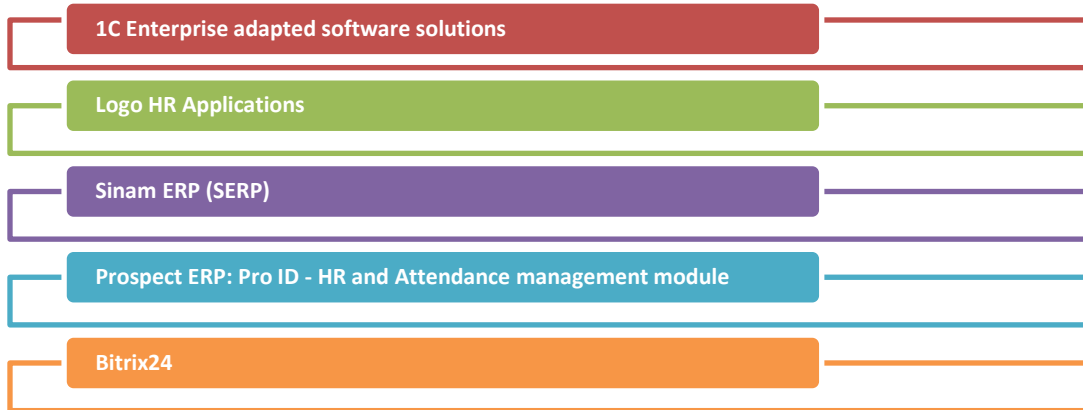 1C Enterprise adapted software solutions
Logo HR Applications
Sinam ERP (SERP)
Prospect ERP: Pro ID - HR and Attendance management module
Bitrix24